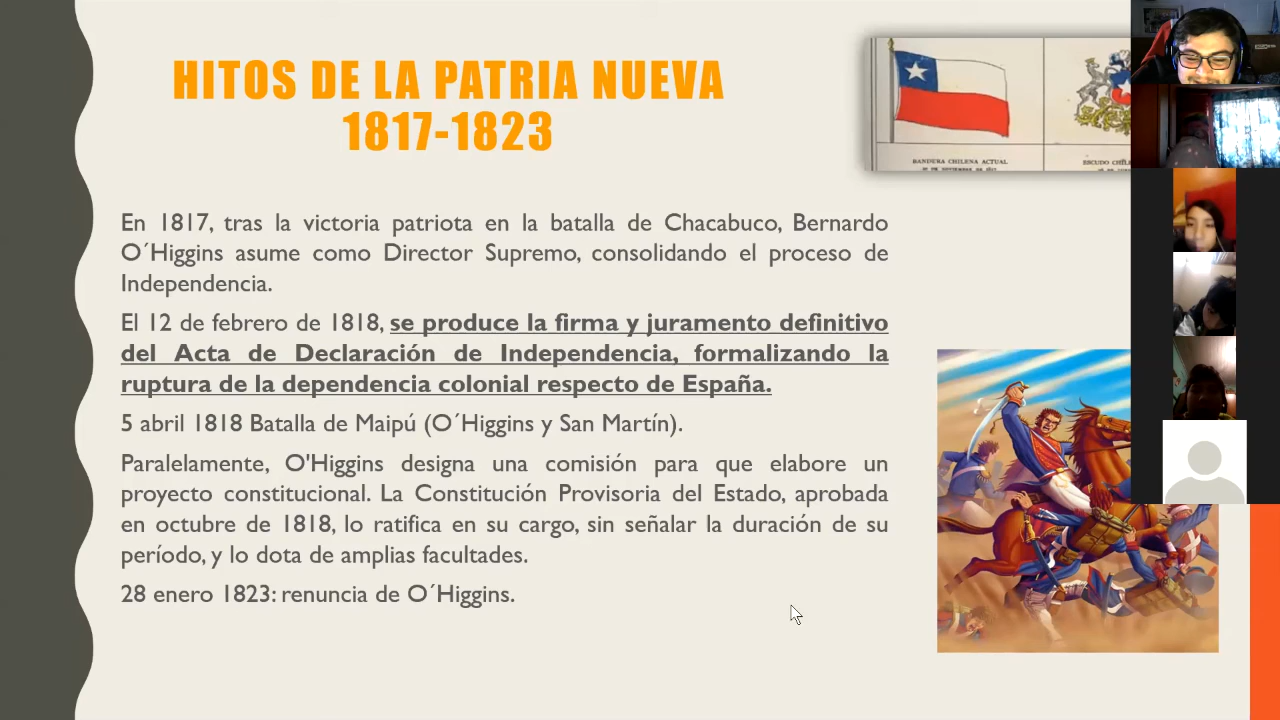 HITOS DE LA PATRIA NUEVA
1817-1823
BANDERA CHILENA ACTUAL
En 1817, tras la victoria patriota en la batalla de Chacabuco, Bernardo
O´Higgins asume como Director Supremo, consolidando el proceso de
Independencia.
El 12 de febrero de 1818, se produce la firma y juramento definitivo
del Acta de Declaración de Independencia, formalizando la
ruptura de la dependencia colonial respecto de España.
5 abril 1818 Batalla de Maipú (O´Higgins y San Martín).
Paralelamente, O'Higgins designa una comisión para que elabore un
proyecto constitucional. La Constitución Provisoria del Estado, aprobada
en octubre de 1818, lo ratifica en su cargo, sin señalar la duración de su
período, y lo dota de amplias facultades.
28 enero 1823: renuncia de O´Higgins.